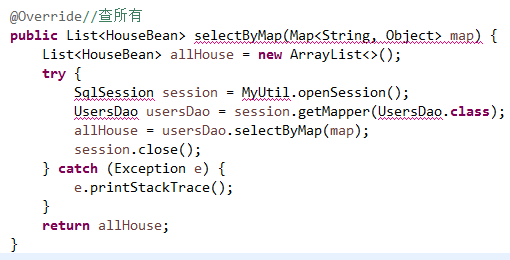 @Override//查所有
public List<HouseBean> selectByMap(Map<String, Object> map) {
    List<HouseBean> allHouse = new ArrayList<>();
    try {
        SqlSession session = MyUtil.openSession();
        UsersDao usersDao = session.getMapper(UsersDao.class);
        allHouse = usersDao.selectByMap(map);
        session.close();
    } catch (Exception e) {
        e.printStackTrace();
    }
    return allHouse;
}